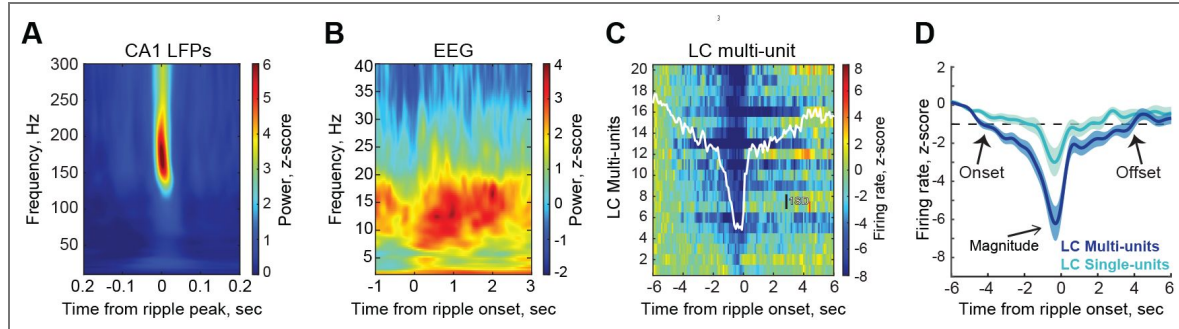 A
CA1 LFPs
Frequency, Hz
300
250
200
150
100
50
0.2 0.1 0 0.1 0.2
Time from ripple peak, sec
6
5
4
3
2
1
0
Power, z-score
B
EEG
Frequency, Hz
40
35
30
25
20
15
10
5
-1 0 1 2 3
Time from ripple onset, sec
4
3
2
1
0
-1
-2
Power, z-score
3
C
LC multi-unit
LC Multi-units
20
18
16
14
12
10
8
6
4
2
-6 -4 -2 0 2 4 6
Time from ripple onset, sec
1SD
8
6
4
2
0
-2
-4
-6
-8
Firing rate, z-score
D
Firing rate, z-score
2
0
-2
-4
-6
-8
Onset
Offset
Magnitude
LC Multi-units
LC Single-units
-6 -4 -2 0 2 4 6
Time from ripple onset, sec